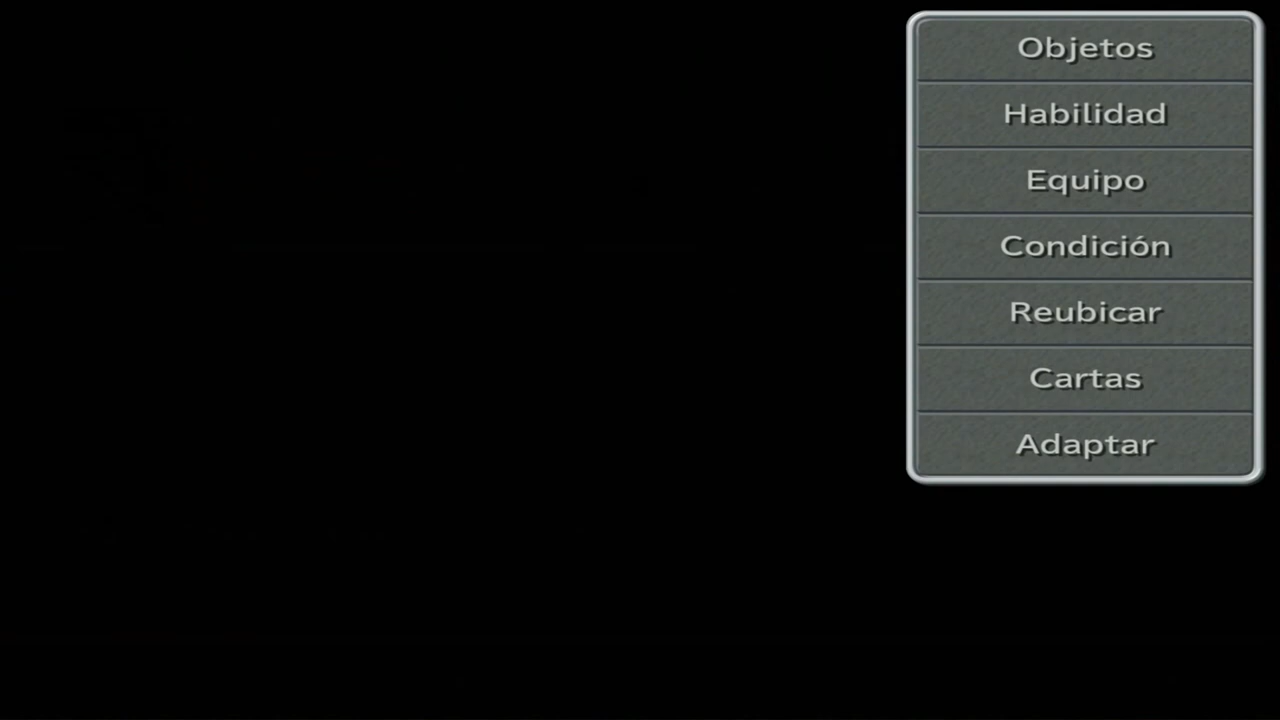 Objetos
Habilidad
Equipo
Condición
Reubicar
Cartas
Adaptar